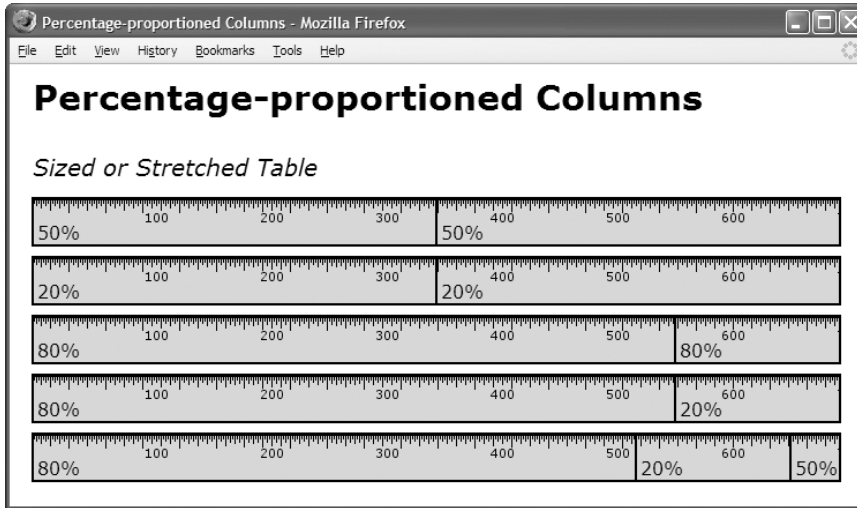 Percentage-proportioned Columns - Mozilla Firefox
File Edit View History Bookmarks Tools Help
Percentage-proportioned Columns
Sized or Stretched Table
100 200 300 400 500 600
50% 50%
100 200 300 400 500 600
20% 20%
100 200 300 400 500 600
80% 80%
100 200 300 400 500 600
80% 20%
100 200 300 400 500 600
80% 20% 50%